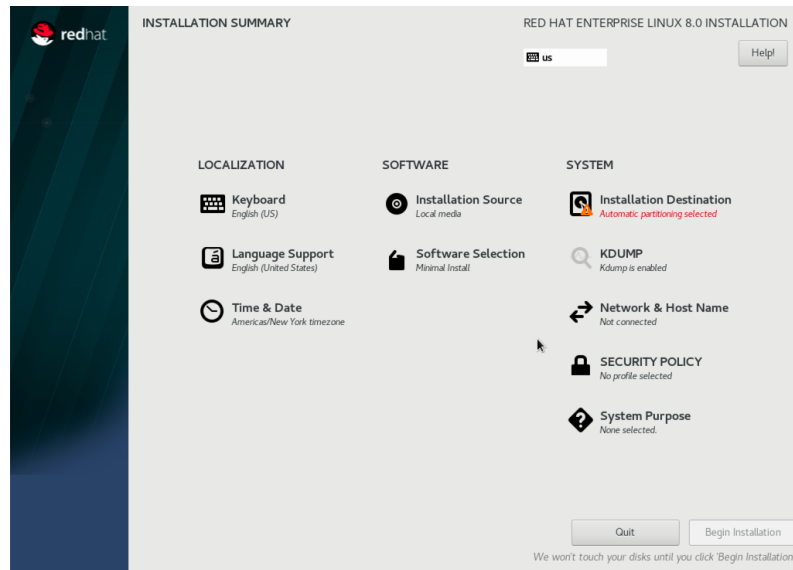 redhat
INSTALLATION SUMMARY
RED HAT ENTERPRISE LINUX 8.0 INSTALLATION
us
Help!
LOCALIZATION
SOFTWARE
SYSTEM
Keyboard
English (US)
Installation Source
Local media
Installation Destination
Automatic partitioning selected
Language Support
English (United States)
Software Selection
Minimal Install
KDUMP
Kdump is enabled
Time & Date
Americas/New York timezone
Network & Host Name
Not connected
SECURITY POLICY
No profile selected
System Purpose
None selected.
Quit
Begin Installation
We won't touch your disks until you click 'Begin Installation